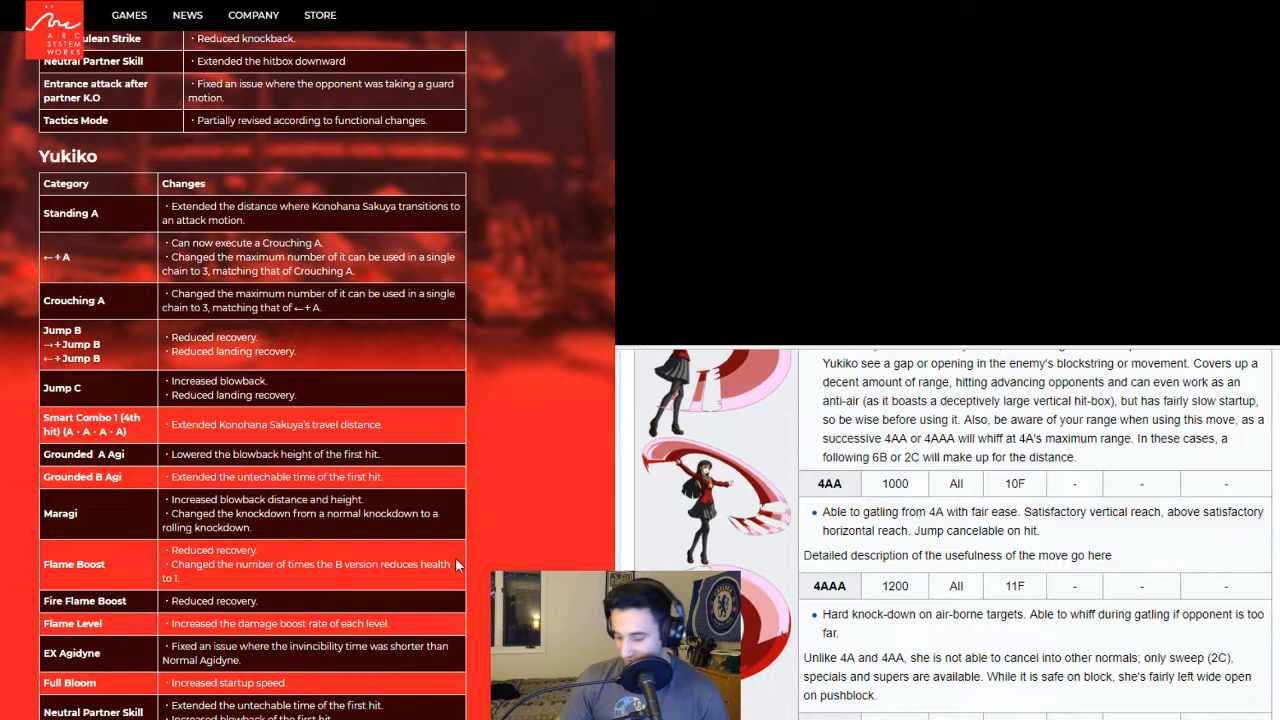 GAMES NEWS COMPANY STORE
ARC
SYSTEM
WORKS
ulean Strike ・Reduced knockback.
Neutral Partner Skill ・Extended the hitbox downward
Entrance attack after ・Fixed an issue where the opponent was taking a guard
partner K.O motion.
Tactics Mode ・Partially revised according to functional changes.
Yukiko
Category Changes
Standing A ・Extended the distance where Konohana Sakuya transitions to
an attack motion.
←+A ・Can now execute a Crouching A.
・Changed the maximum number of it can be used in a single
chain to 3, matching that of Crouching A.
Crouching A ・Changed the maximum number of it can be used in a single
chain to 3, matching that of ←+ A.
Jump B
→+Jump B ・Reduced recovery.
←+Jump B ・Reduced landing recovery.
Jump C ・Increased blowback.
・Reduced landing recovery.
Smart Combo 1 (4th
hit) (A・A・A・A) ・Extended Konohana Sakuya's travel distance.
Grounded A Agi ・Lowered the blowback height of the first hit.
Grounded B Agi ・Extended the untechable time of the first hit.
Maragi ・Increased blowback distance and height.
・Changed the knockdown from a normal knockdown to a
rolling knockdown.
Flame Boost ・Reduced recovery.
・Changed the number of times the B version reduces health
to 1.
Fire Flame Boost ・Reduced recovery.
Flame Level ・Increased the damage boost rate of each level.
EX Agidyne ・Fixed an issue where the invincibility time was shorter than
Normal Agidyne.
Full Bloom ・Increased startup speed.
Neutral Partner Skill ・Extended the untechable time of the first hit.
・Increased blowback of the first hit.
Yukiko see a gap or opening in the enemy's blockstring or movement. Covers up a
decent amount of range, hitting advancing opponents and can even work as an
anti-air (as it boasts a deceptively large vertical hit-box), but has fairly slow startup,
so be wise before using it. Also, be aware of your range when using this move, as
a successive 4AA or 4AAA will whiff at 4A's maximum range. In these cases, a
following 6B or 2C will make up for the distance.
4AA 1000 All 10F - - -
• Able to gatling from 4A with fair ease. Satisfactory vertical reach, above satisfactory
horizontal reach. Jump cancelable on hit.
Detailed description of the usefulness of the move go here
4AAA 1200 All 11F - - -
• Hard knock-down on air-borne targets. Able to whiff during gatling if opponent is too
far.
Unlike 4A and 4AA, she is not able to cancel into other normals; only sweep (2C),
specials and supers are available. While it is safe on block, she's fairly left wide open
on pushblock.